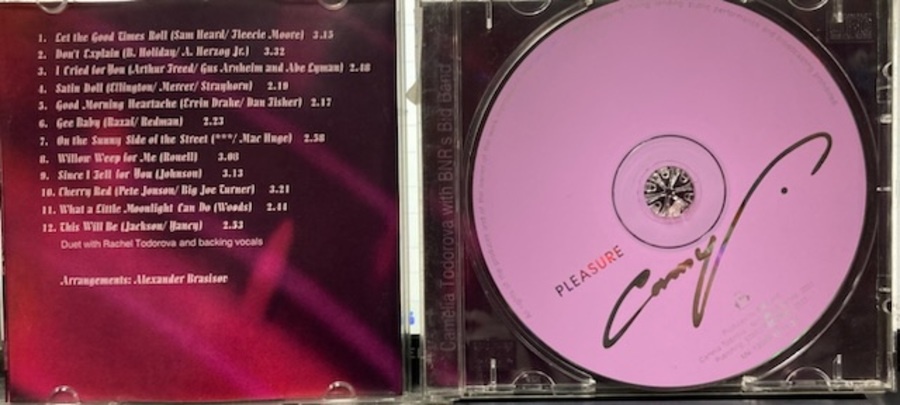 1. Let the Good Times Roll (Sam Heard/ Fleecie Moore) 3.15
2. Don't Explain (B. Holiday/ A. Herzog Jr.) 3.32
3. I Cried for You (Arthur Freed/ Gus Arnheim and Abe Lyman) 2.48
4. Satin Doll (Ellington/ Mercer/ Strayhorn) 2.10
5. Good Morning Heartache (Errin Drake/ Dan Fisher) 2.17
6. Gee Baby (Razaf/ Redman) 2.23
7. On the Sunny Side of the Street (***/ Mac Huge) 2.58
8. Willow Weep for Me (Ronell) 3.08
9. Since I Fell for You (Johnson) 3.13
10. Cherry Red (Pete Jonson/ Big Joe Turner) 3.21
11. What a Little Moonlight Can Do (Woods) 2.44
12. This Will Be (Jackson/ Yancy) 2.53
Duet with Rachel Todorova and backing vocals
Arrangements: Alexander Brasisov
Camelia Todorova with BNR's Big Band
PLEASURE